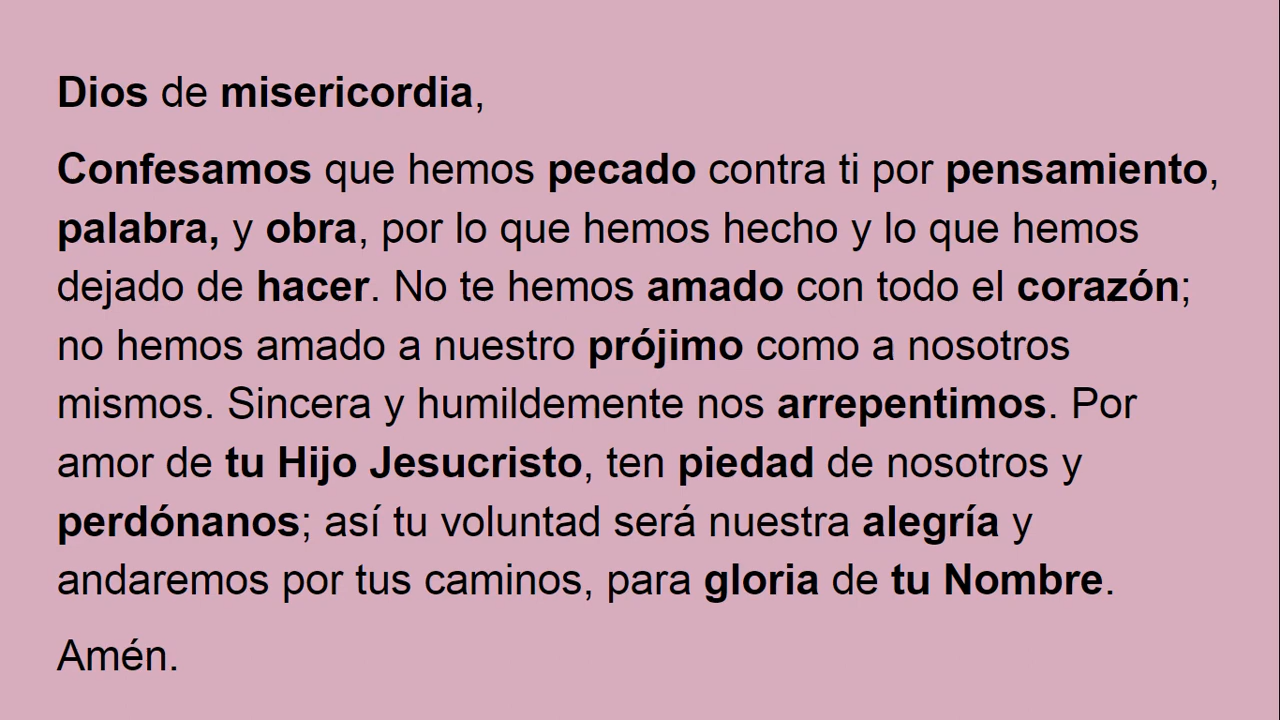 Dios de misericordia,
Confesamos que hemos pecado contra ti por pensamiento,
palabra, y obra, por lo que hemos hecho y lo que hemos
dejado de hacer. No te hemos amado con todo el corazón;
no hemos amado a nuestro prójimo como a nosotros
mismos. Sincera y humildemente nos arrepentimos. Por
amor de tu Hijo Jesucristo, ten piedad de nosotros y
perdónanos; así tu voluntad será nuestra alegría y
andaremos por tus caminos, para gloria de tu Nombre.
Amén.